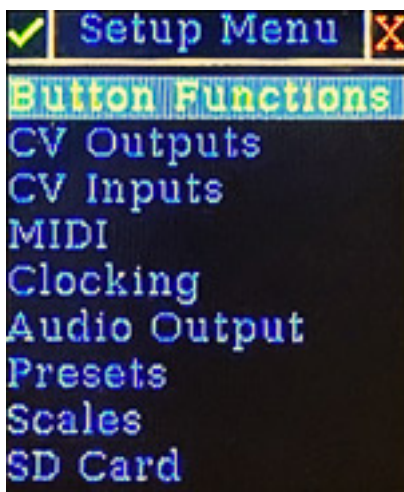 Setup Menu X
Button Functions
CV Outputs
CV Inputs
MIDI
Clocking
Audio Output
Presets
Scales
SD Card